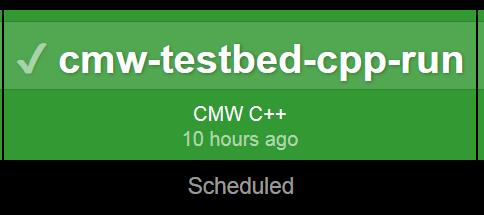 ✓ cmw-testbed-cpp-run
CMW C++
10 hours ago
Scheduled